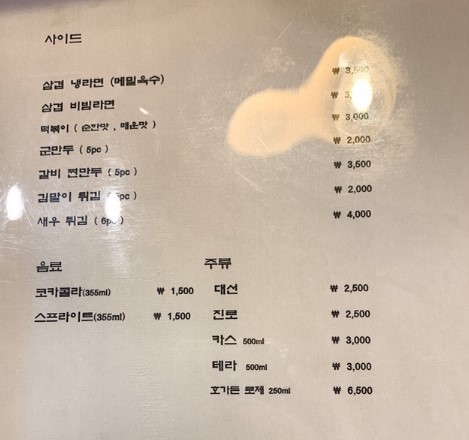 사이드
삼겹 냉라면 (메밀육수) ₩ 3,500
삼겹 비빔라면 ₩
떡볶이 ( 순한맛 , 매운맛 ) ₩ 3,000
군만두 ( 5pc ) ₩ 2,000
갈비 찐만두 ( 5pc ) ₩ 3,500
김말이 튀김 ( 5pc ) ₩ 2,000
새우 튀김 ( 6pc ) ₩ 4,000
음료
코카콜라(355ml) ₩ 1,500
스프라이트(355ml) ₩ 1,500
주류
대선 ₩ 2,500
진로 ₩ 2,500
카스 500ml ₩ 3,000
테라 500ml ₩ 3,000
호가든 로제 250ml ₩ 6,500